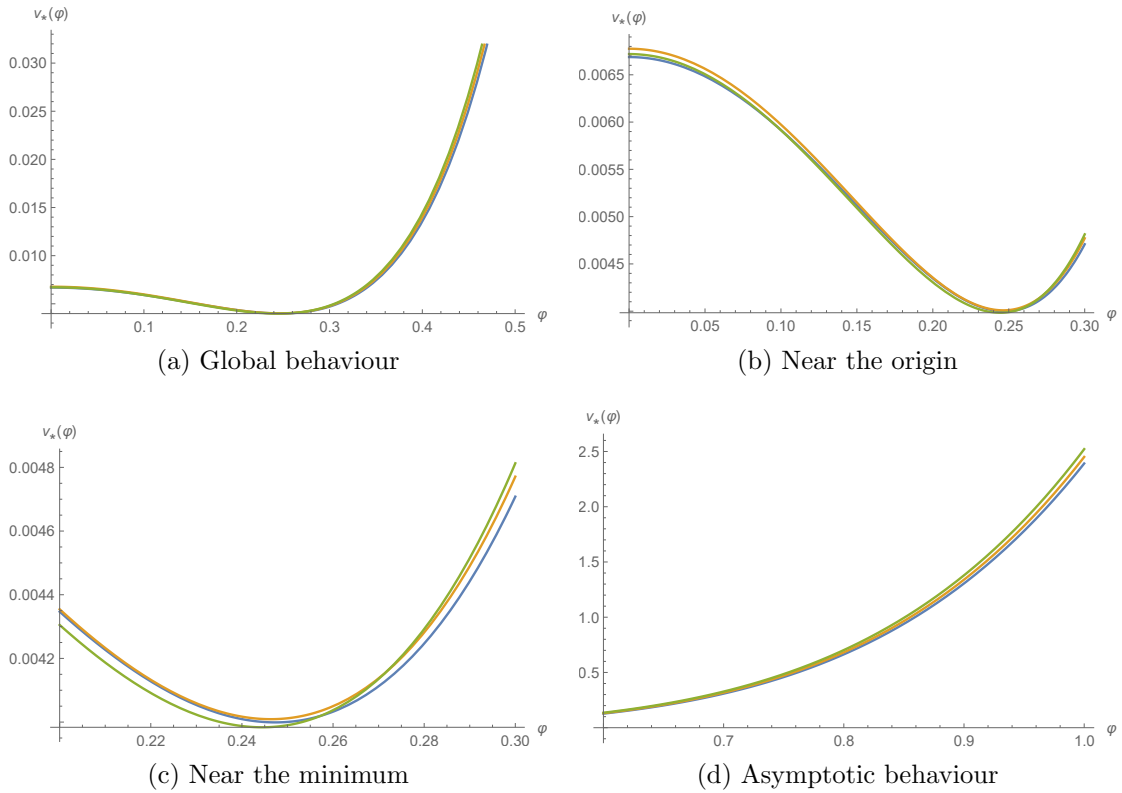 v*(φ)
0.030
0.025
0.020
0.015
0.010
0.1 0.2 0.3 0.4 0.5 φ
(a) Global behaviour
v*(φ)
0.0065
0.0060
0.0055
0.0050
0.0045
0.05 0.10 0.15 0.20 0.25 0.30 φ
(b) Near the origin
v*(φ)
0.0048
0.0046
0.0044
0.0042
0.22 0.24 0.26 0.28 0.30 φ
(c) Near the minimum
v*(φ)
2.5
2.0
1.5
1.0
0.5
0.7 0.8 0.9 1.0 φ
(d) Asymptotic behaviour